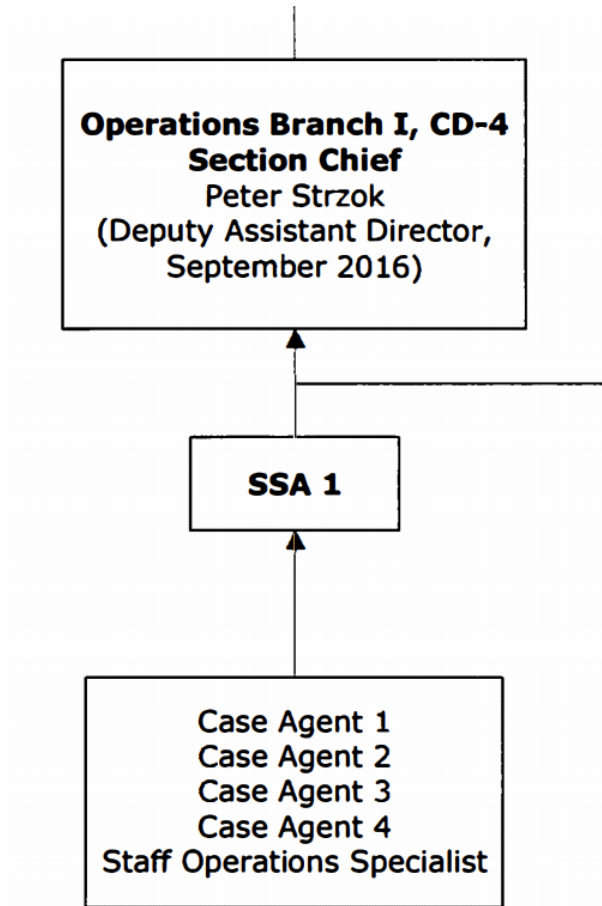 Operations Branch I, CD-4
Section Chief
Peter Strzok
(Deputy Assistant Director,
September 2016)
SSA 1
Case Agent 1
Case Agent 2
Case Agent 3
Case Agent 4
Staff Operations Specialist